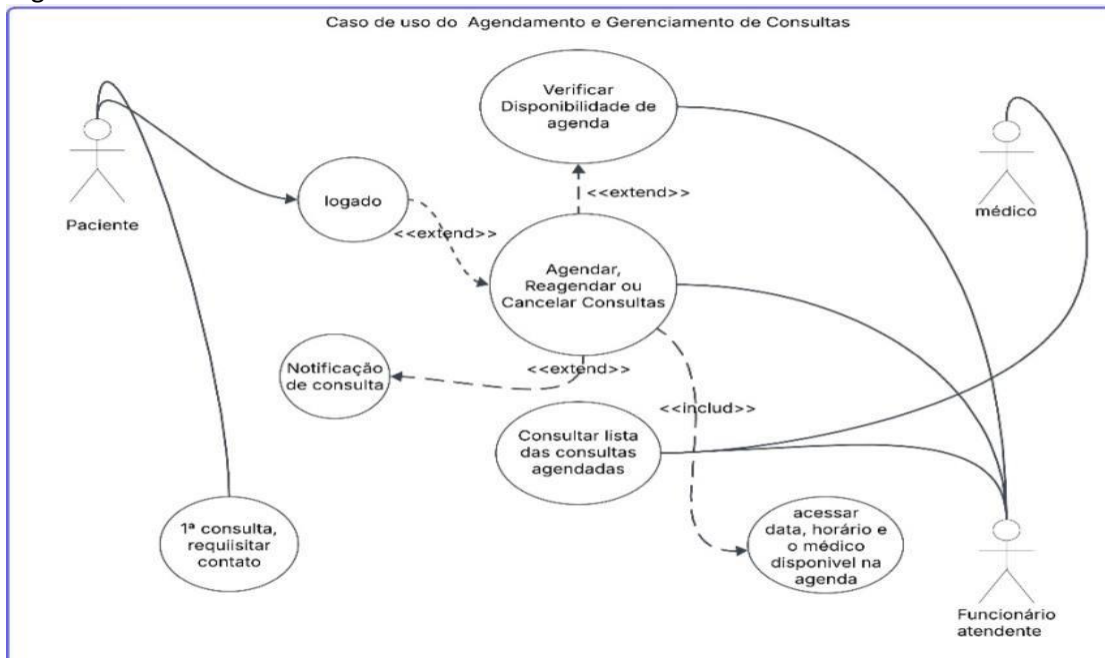 Caso de uso do Agendamento e Gerenciamento de Consultas
Verificar
Disponibilidade de
agenda
<<extend>>
logado
<<extend>>
Paciente
médico
Agendar,
Reagendar ou
Cancelar Consultas
Notificação
de consulta
<<extend>>
<<includ>>
Consultar lista
das consultas
agendadas
1ª consulta,
requiisitar
contato
acessar
data, horário e
o médico
disponivel na
agenda
Funcionário
atendente